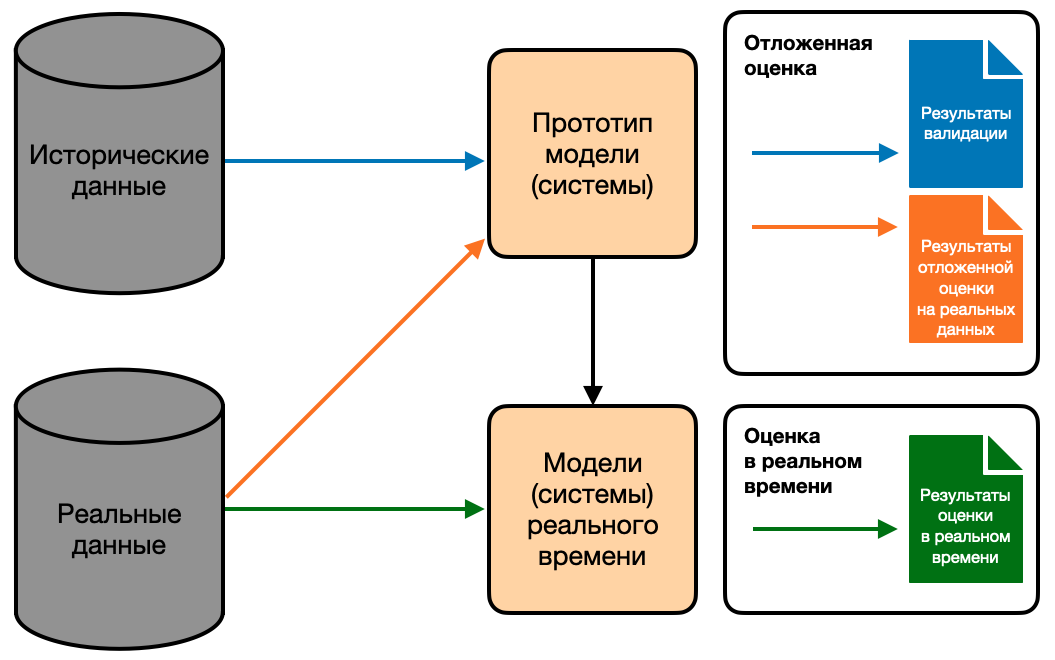 Исторические
данные
Прототип
модели
(системы)
Отложенная
оценка
Результаты
валидации
Результаты
отложенной
оценки
на реальных
данных
Реальные
данные
Модели
(системы)
реального
времени
Оценка
в реальном
времени
Результаты
оценки
в реальном
времени